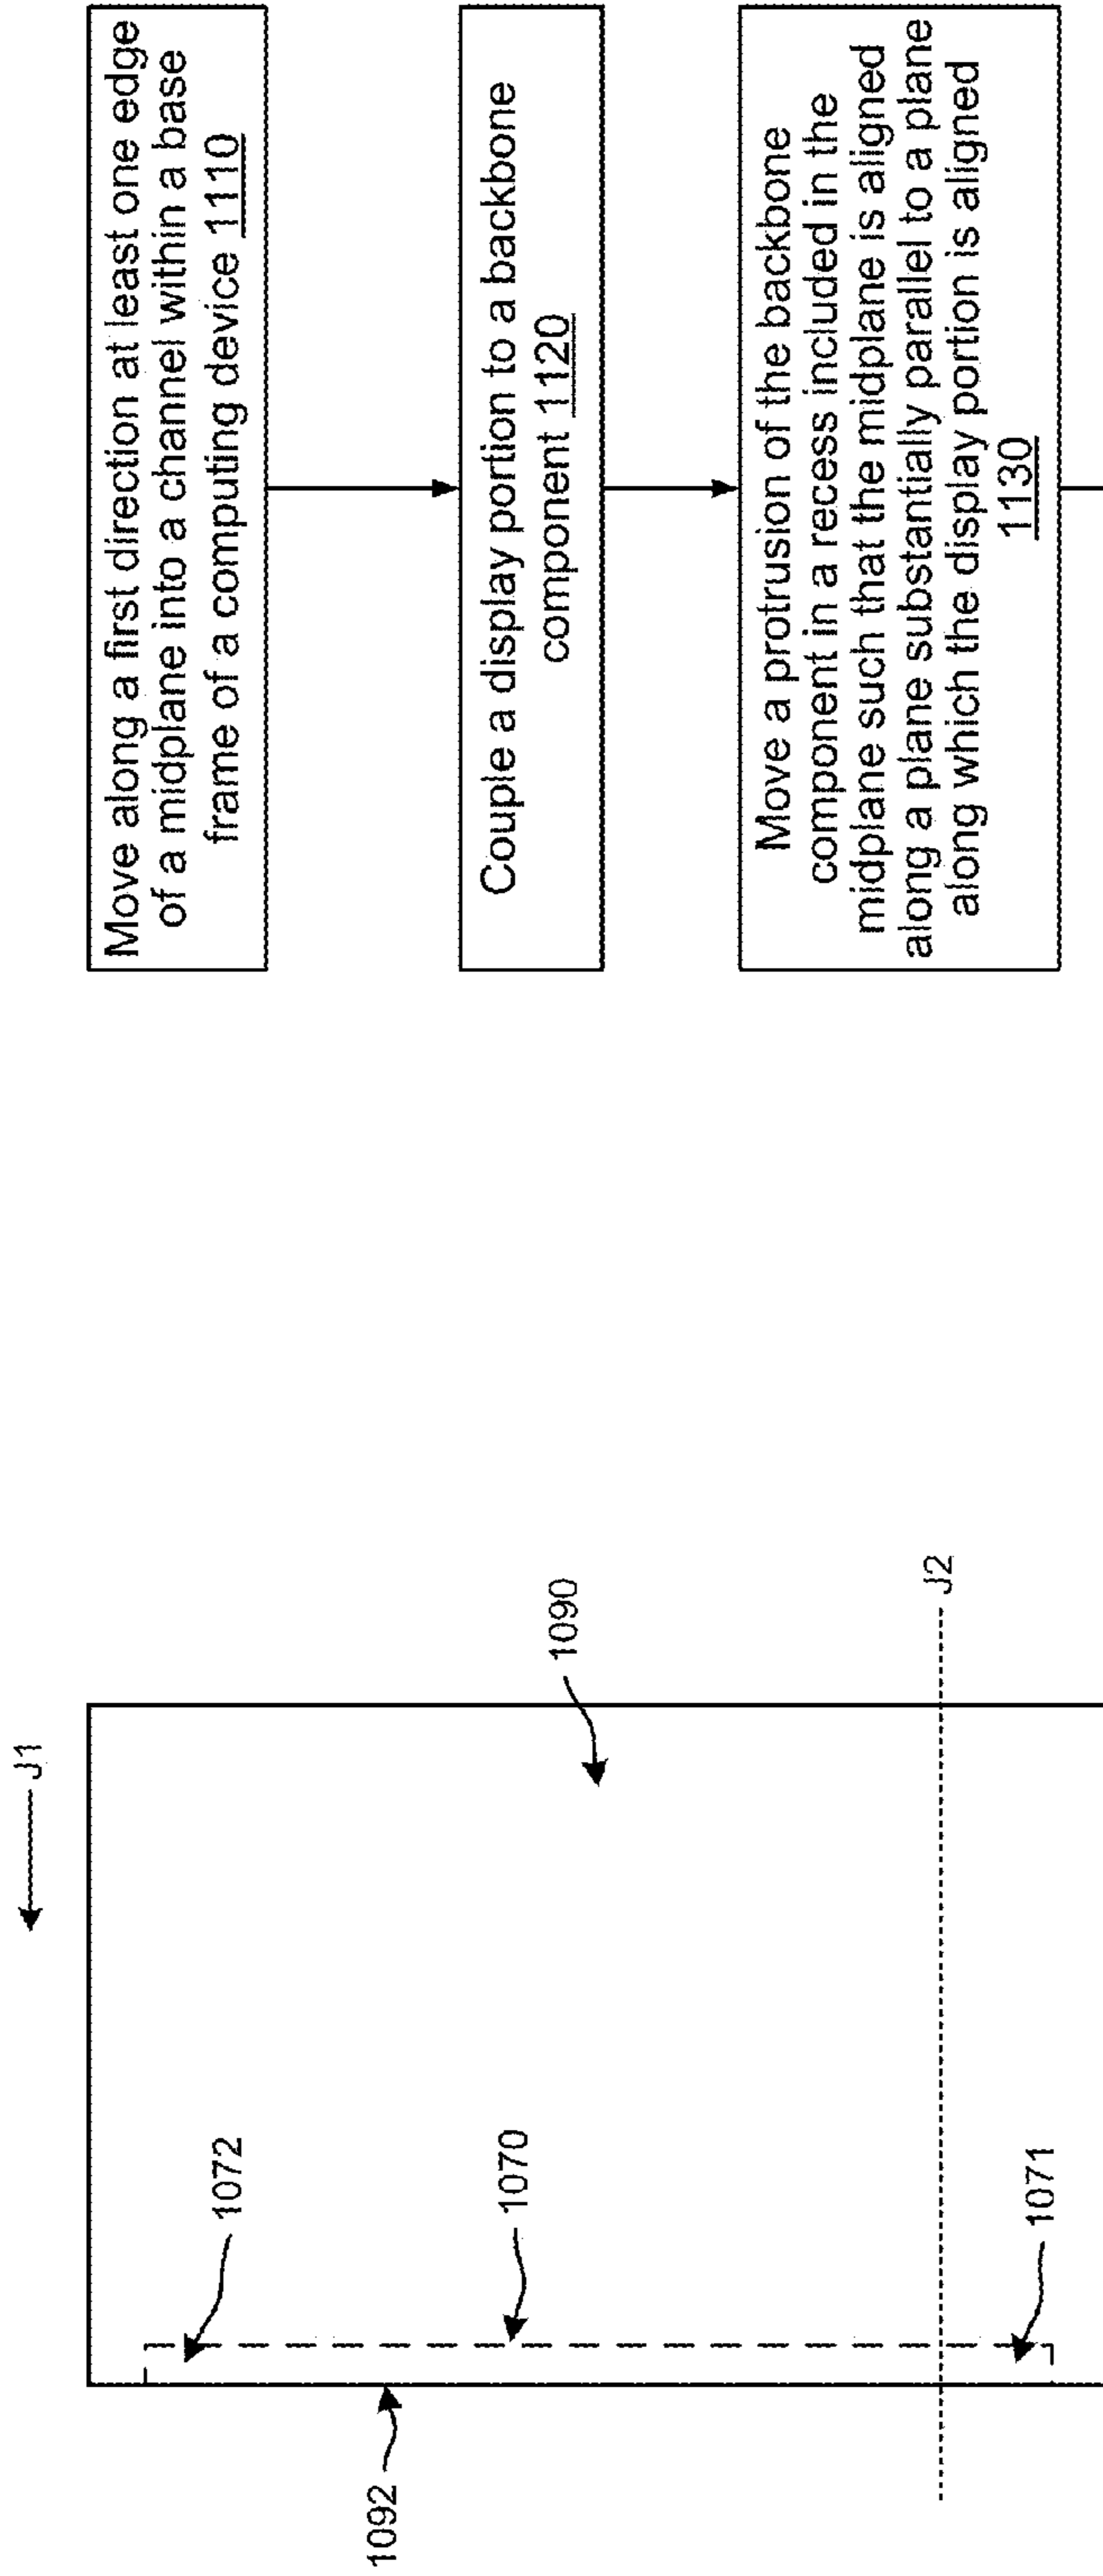 Move along a first direction at least one edge
of a midplane into a channel within a base
frame of a computing device 1110
Couple a display portion to a backbone
component 1120
Move a protrusion of the backbone
component in a recess included in the
midplane such that the midplane is aligned
along a plane substantially parallel to a plane
along which the display portion is aligned
1130
J1
1090
J2
1072
1070
1071
1092